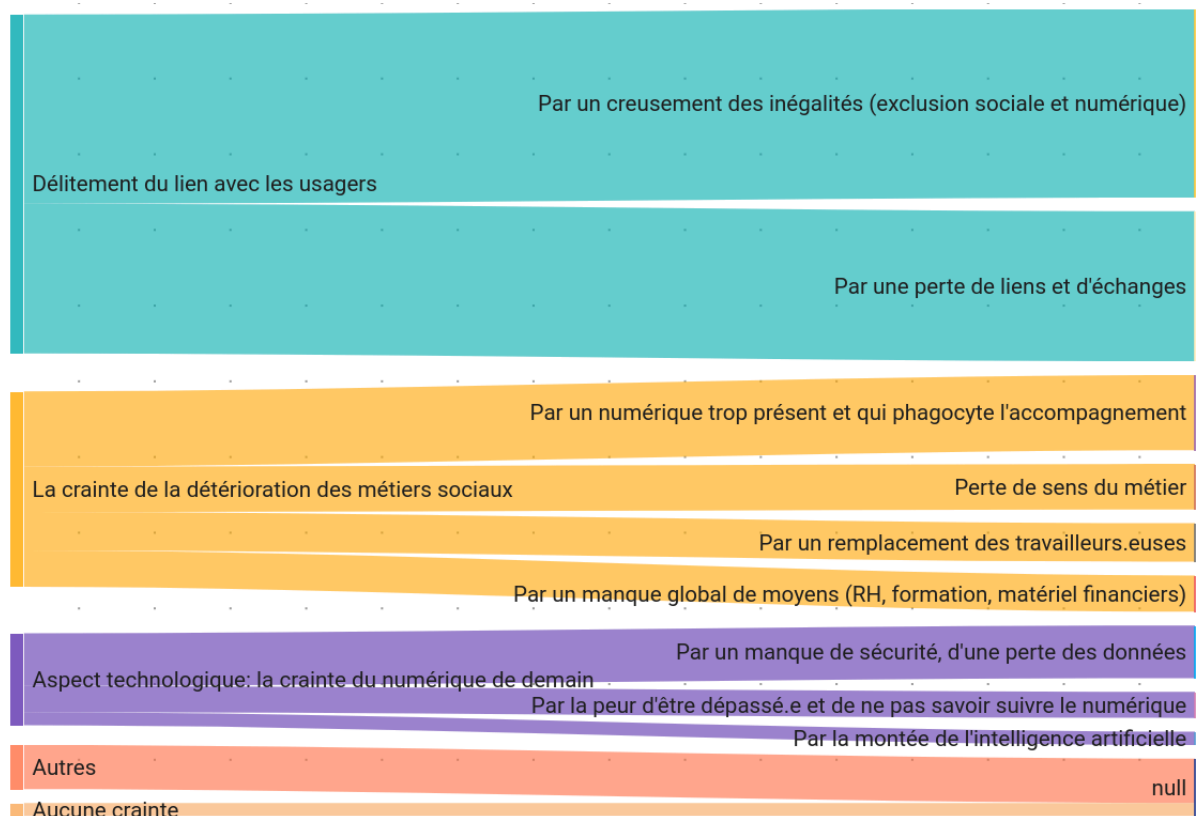 Par un creusement des inégalités (exclusion sociale et numérique)
Délitement du lien avec les usagers
Par une perte de liens et d'échanges
Par un numérique trop présent et qui phagocyte l'accompagnement
La crainte de la détérioration des métiers sociaux
Perte de sens du métier
Par un remplacement des travailleurs.euses
Par un manque global de moyens (RH, formation, matériel financiers)
Par un manque de sécurité, d'une perte des données
Aspect technologique: la crainte du numérique de demain
Par la peur d'être dépassé.e et de ne pas savoir suivre le numérique
Par la montée de l'intelligence artificielle
Autres
null
Aucune crainte